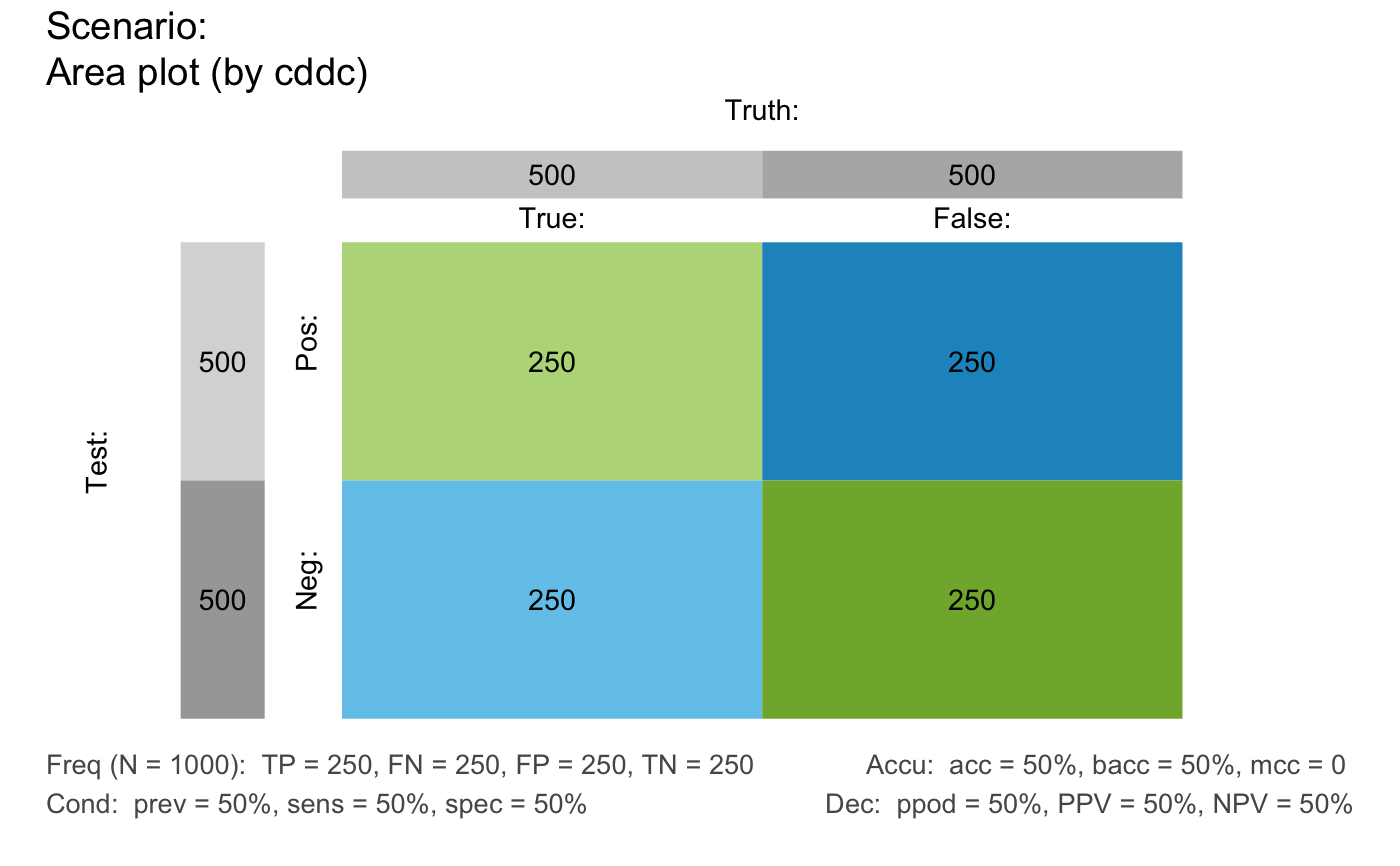 Scenario:
Area plot (by cddc)
Truth:
500 500
True: False:
Test:
500 Pos: 250 250
500 Neg: 250 250
Freq (N = 1000):  TP = 250, FN = 250, FP = 250, TN = 250
Accu:  acc = 50%, bacc = 50%, mcc = 0
Cond:  prev = 50%, sens = 50%, spec = 50%
Dec:  ppod = 50%, PPV = 50%, NPV = 50%